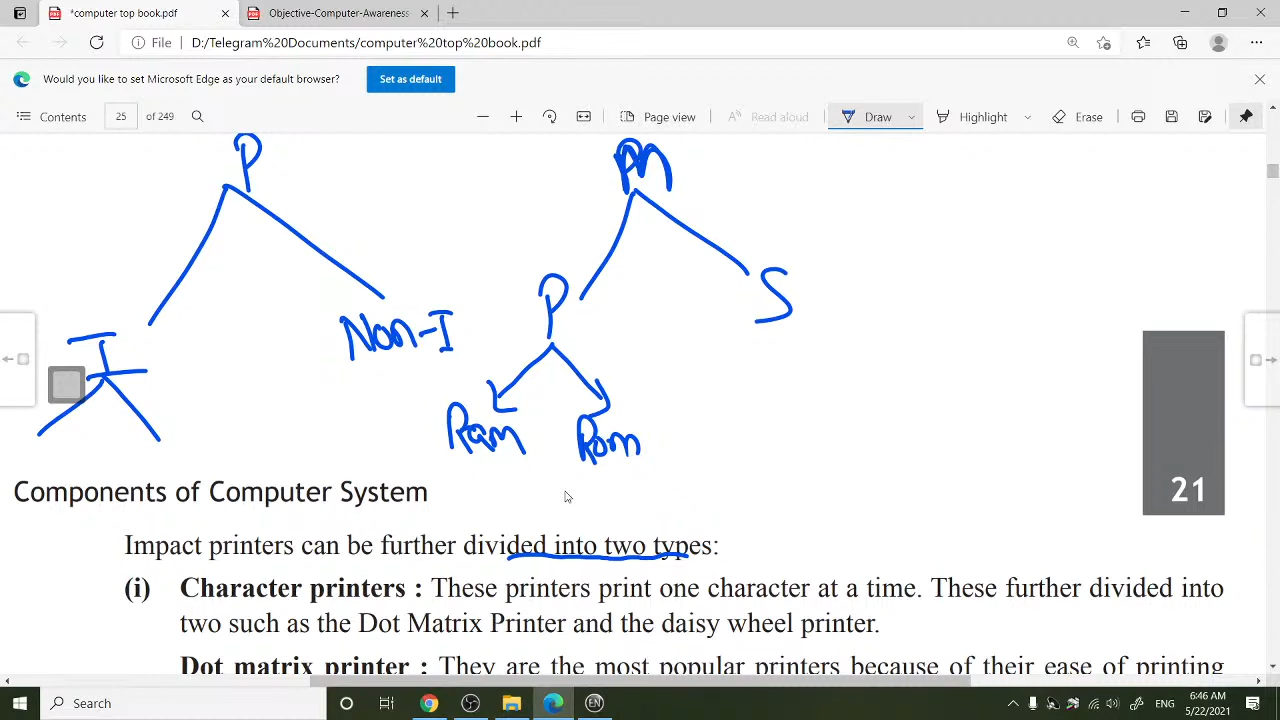 *computer top book.pdf
Objective-Computer-Awareness-
File D:/Telegram%20Documents/computer%20top%20book.pdf
Would you like to set Microsoft Edge as your default browser? Set as default
Contents 25 of 249 Page view Read aloud Draw Highlight Erase
P
M
I
Non-I
P
S
Ram
Rom
Components of Computer System
21
Impact printers can be further divided into two types:
(i) Character printers : These printers print one character at a time. These further divided into
two such as the Dot Matrix Printer and the daisy wheel printer.
Dot matrix printer : They are the most popular printers because of their ease of printing
Search
EN
6:46 AM
5/22/2021